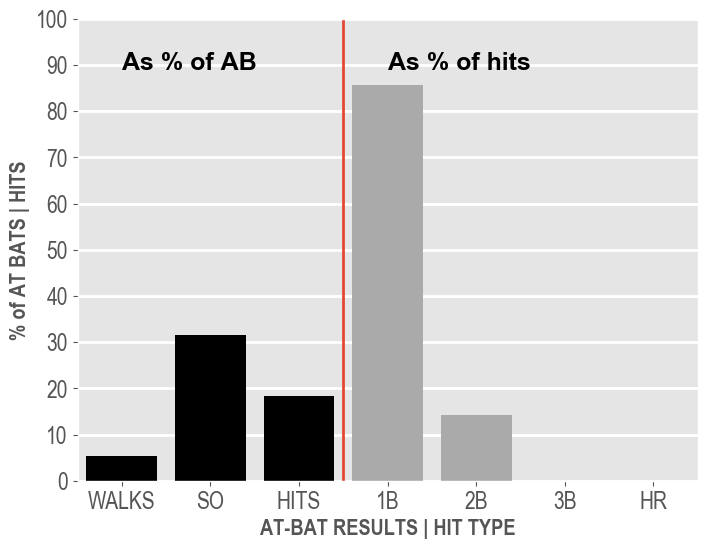 As % of AB
As % of hits
100
90
80
70
60
50
40
30
20
10
0
% of AT BATS | HITS
WALKS SO HITS 1B 2B 3B HR
AT-BAT RESULTS | HIT TYPE